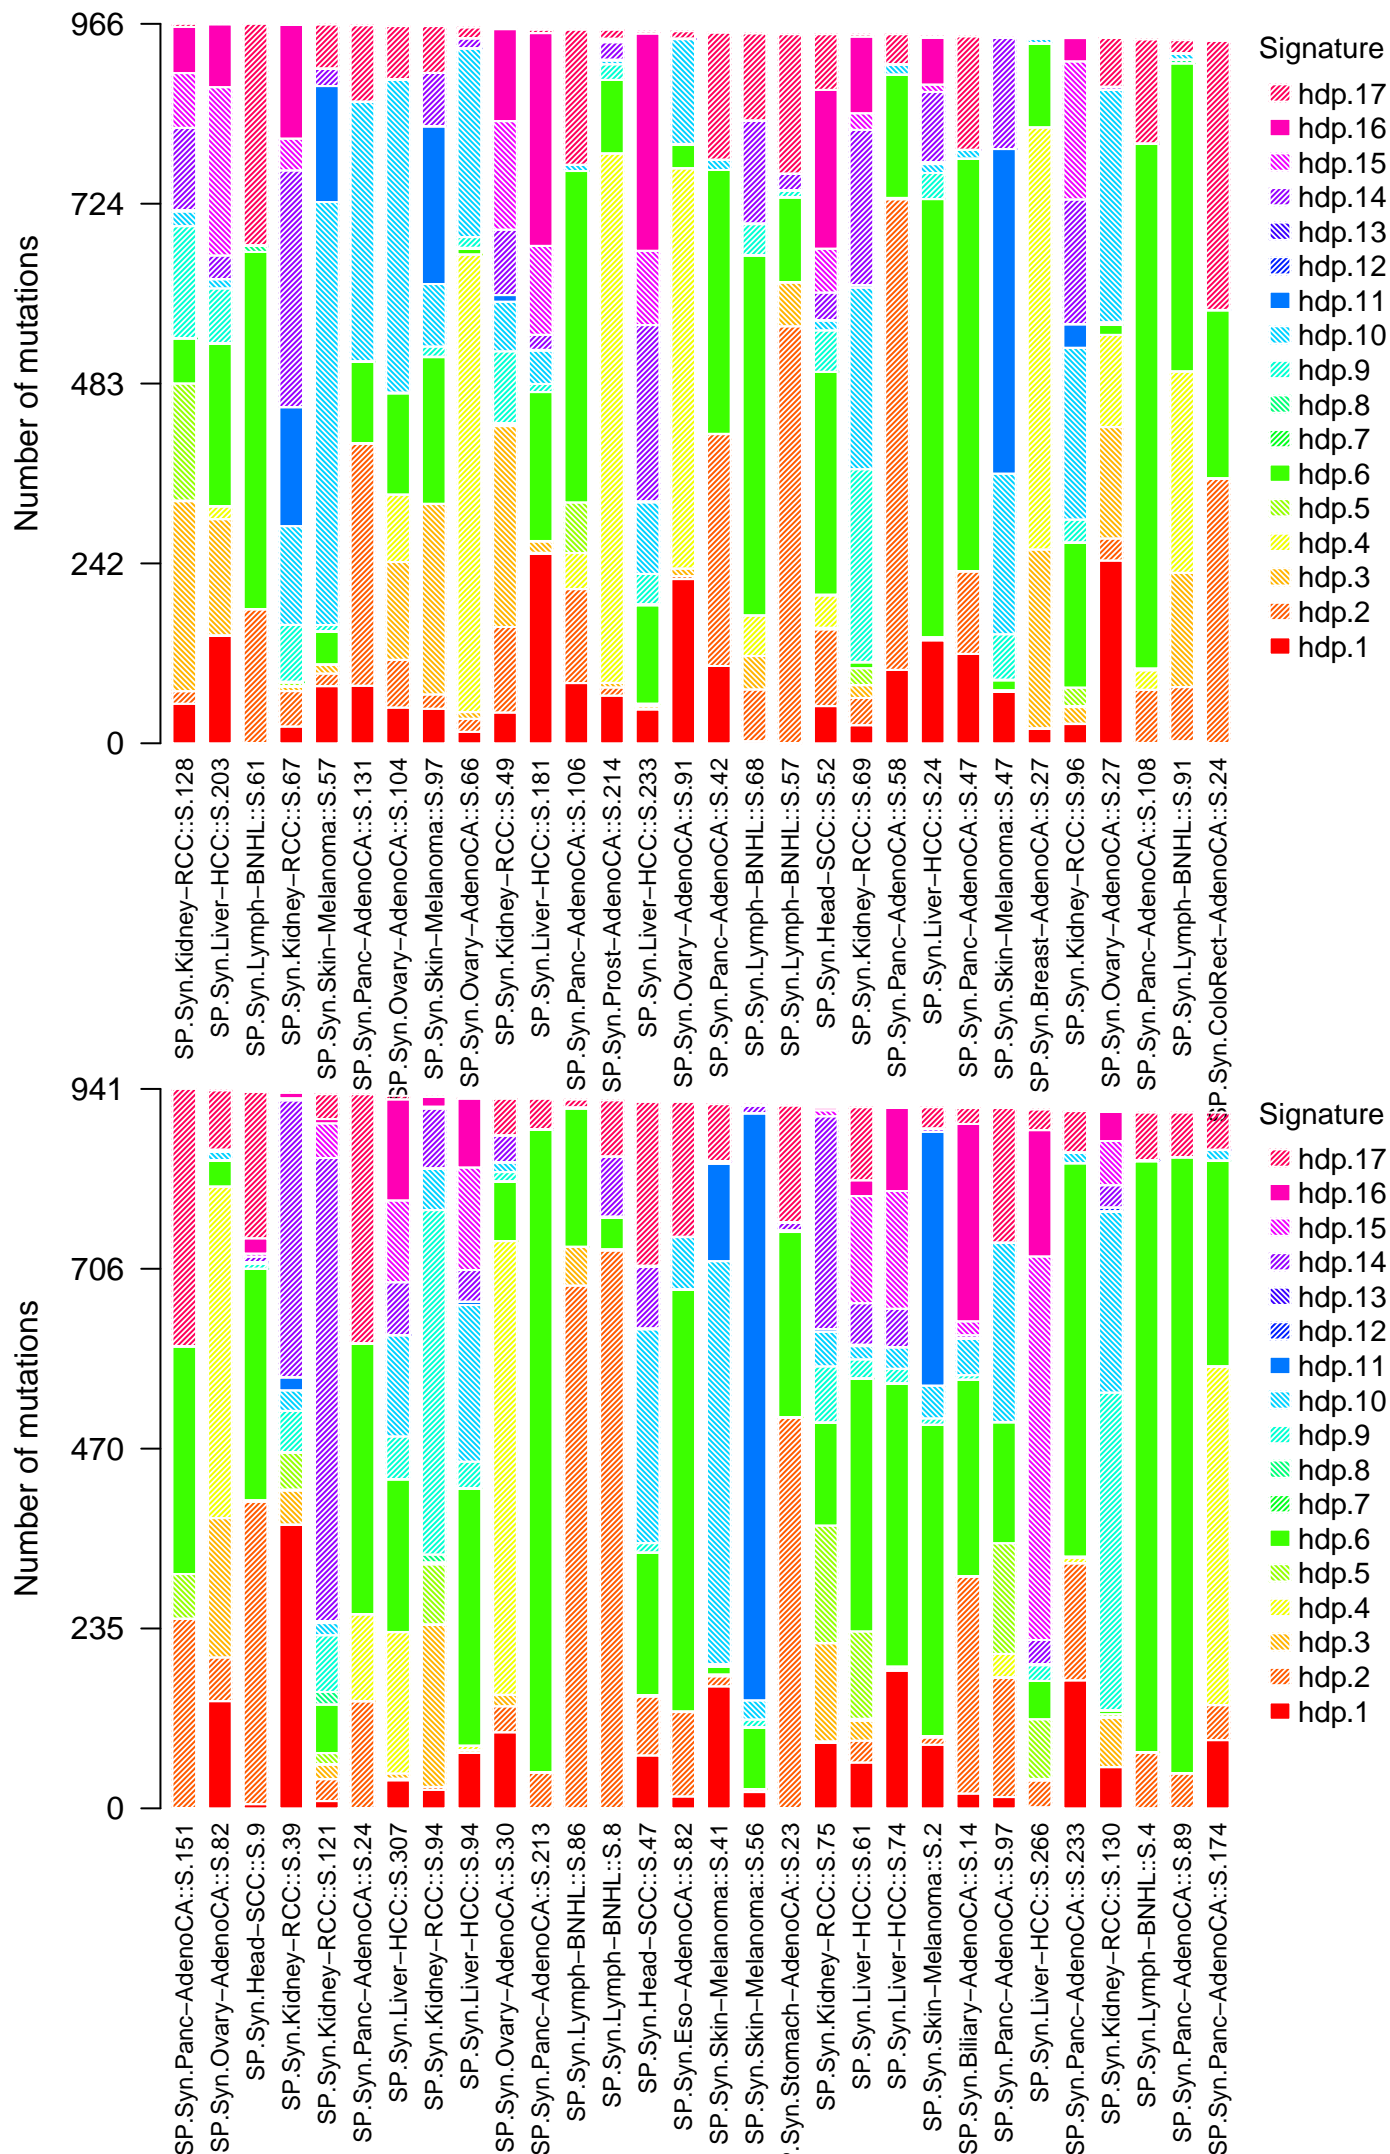 Number of mutations
966
724
483
242
0
Signature
hdp.17
hdp.16
hdp.15
hdp.14
hdp.13
hdp.12
hdp.11
hdp.10
hdp.9
hdp.8
hdp.7
hdp.6
hdp.5
hdp.4
hdp.3
hdp.2
hdp.1
SP.Syn.Kidney−RCC::S.128
SP.Syn.Liver−HCC::S.203
SP.Syn.Lymph−BNHL::S.61
SP.Syn.Kidney−RCC::S.67
SP.Syn.Skin−Melanoma::S.57
SP.Syn.Panc−AdenoCA::S.131
SP.Syn.Ovary−AdenoCA::S.104
SP.Syn.Skin−Melanoma::S.97
SP.Syn.Ovary−AdenoCA::S.66
SP.Syn.Kidney−RCC::S.49
SP.Syn.Liver−HCC::S.181
SP.Syn.Panc−AdenoCA::S.106
SP.Syn.Prost−AdenoCA::S.214
SP.Syn.Liver−HCC::S.233
SP.Syn.Ovary−AdenoCA::S.91
SP.Syn.Panc−AdenoCA::S.42
SP.Syn.Lymph−BNHL::S.68
SP.Syn.Lymph−BNHL::S.57
SP.Syn.Head−SCC::S.52
SP.Syn.Kidney−RCC::S.69
SP.Syn.Panc−AdenoCA::S.58
SP.Syn.Liver−HCC::S.24
SP.Syn.Panc−AdenoCA::S.47
SP.Syn.Skin−Melanoma::S.47
SP.Syn.Breast−AdenoCA::S.27
SP.Syn.Kidney−RCC::S.96
SP.Syn.Ovary−AdenoCA::S.27
SP.Syn.Panc−AdenoCA::S.108
SP.Syn.Lymph−BNHL::S.91
SP.Syn.ColoRect−AdenoCA::S.24
Number of mutations
941
706
470
235
0
Signature
hdp.17
hdp.16
hdp.15
hdp.14
hdp.13
hdp.12
hdp.11
hdp.10
hdp.9
hdp.8
hdp.7
hdp.6
hdp.5
hdp.4
hdp.3
hdp.2
hdp.1
SP.Syn.Panc−AdenoCA::S.151
SP.Syn.Ovary−AdenoCA::S.82
SP.Syn.Head−SCC::S.9
SP.Syn.Kidney−RCC::S.39
SP.Syn.Kidney−RCC::S.121
SP.Syn.Panc−AdenoCA::S.24
SP.Syn.Liver−HCC::S.307
SP.Syn.Kidney−RCC::S.94
SP.Syn.Liver−HCC::S.94
SP.Syn.Ovary−AdenoCA::S.30
SP.Syn.Panc−AdenoCA::S.213
SP.Syn.Lymph−BNHL::S.86
SP.Syn.Lymph−BNHL::S.8
SP.Syn.Head−SCC::S.47
SP.Syn.Eso−AdenoCA::S.82
SP.Syn.Skin−Melanoma::S.41
SP.Syn.Skin−Melanoma::S.56
.Syn.Stomach−AdenoCA::S.23
SP.Syn.Kidney−RCC::S.75
SP.Syn.Liver−HCC::S.61
SP.Syn.Liver−HCC::S.74
SP.Syn.Skin−Melanoma::S.2
SP.Syn.Biliary−AdenoCA::S.14
SP.Syn.Panc−AdenoCA::S.97
SP.Syn.Liver−HCC::S.266
SP.Syn.Panc−AdenoCA::S.233
SP.Syn.Kidney−RCC::S.130
SP.Syn.Lymph−BNHL::S.4
SP.Syn.Panc−AdenoCA::S.89
SP.Syn.Panc−AdenoCA::S.174